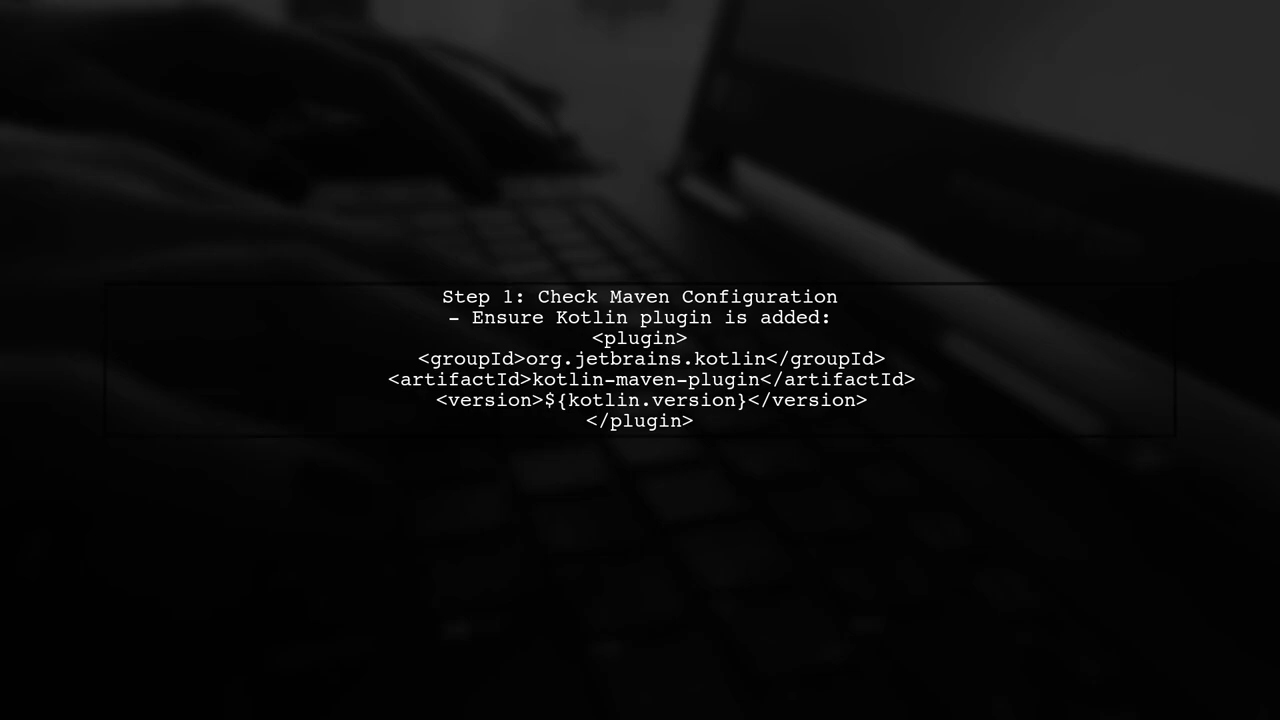 Step 1: Check Maven Configuration
- Ensure Kotlin plugin is added:
<plugin>
<groupId>org.jetbrains.kotlin</groupId>
<artifactId>kotlin-maven-plugin</artifactId>
<version>${kotlin.version}</version>
</plugin>